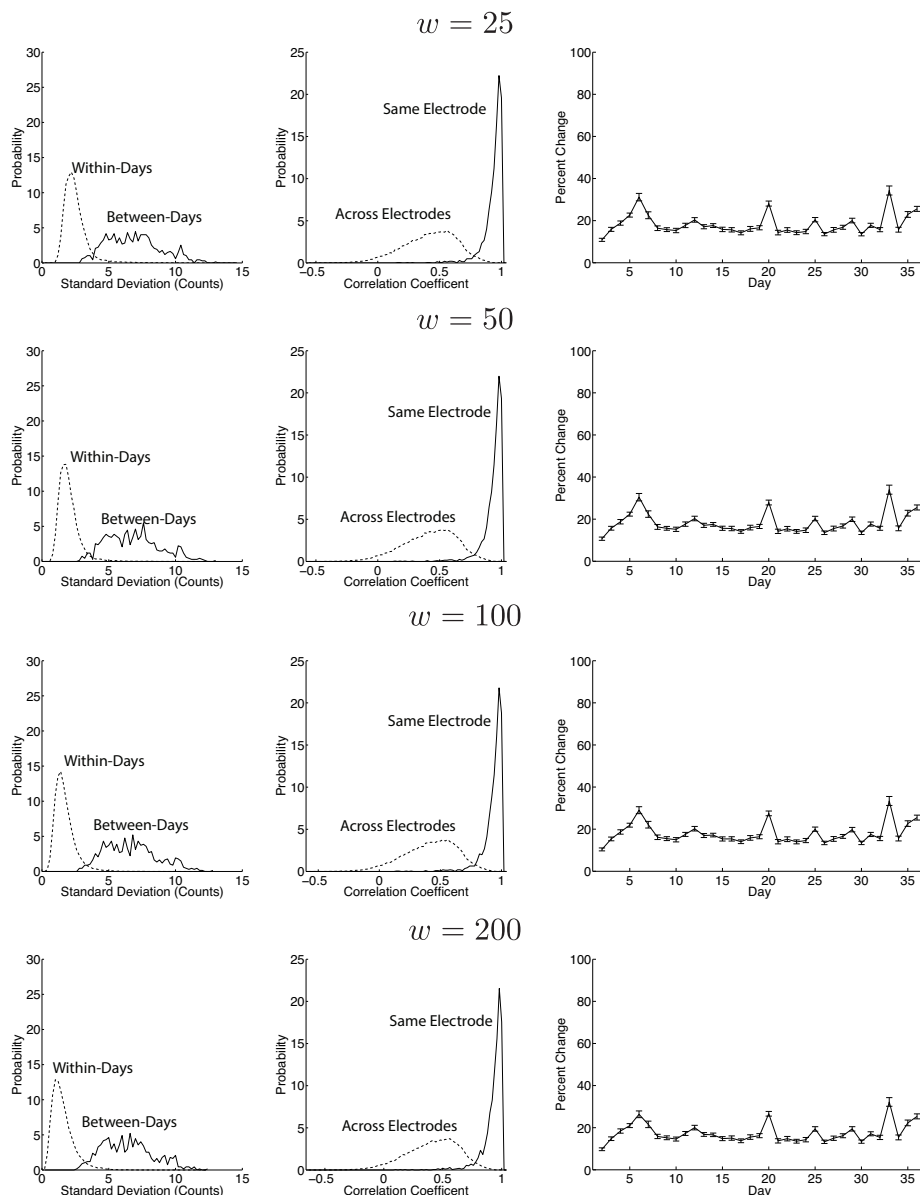 w = 25
30
25
20
15
10
5
0
Probability
Within-Days
Between-Days
0 5 10 15
Standard Deviation (Counts)
25
20
15
10
5
0
Probability
Same Electrode
Across Electrodes
−0.5 0 0.5 1
Correlation Coefficent
100
80
60
40
20
0
Percent Change
5 10 15 20 25 30 35
Day
w = 50
30
25
20
15
10
5
0
Probability
Within-Days
Between-Days
0 5 10 15
Standard Deviation (Counts)
25
20
15
10
5
0
Probability
Same Electrode
Across Electrodes
−0.5 0 0.5 1
Correlation Coefficent
100
80
60
40
20
0
Percent Change
5 10 15 20 25 30 35
Day
w = 100
30
25
20
15
10
5
0
Probability
Within-Days
Between-Days
0 5 10 15
Standard Deviation (Counts)
25
20
15
10
5
0
Probability
Same Electrode
Across Electrodes
−0.5 0 0.5 1
Correlation Coefficent
100
80
60
40
20
0
Percent Change
5 10 15 20 25 30 35
Day
w = 200
30
25
20
15
10
5
0
Probability
Within-Days
Between-Days
0 5 10 15
Standard Deviation (Counts)
25
20
15
10
5
0
Probability
Same Electrode
Across Electrodes
−0.5 0 0.5 1
Correlation Coefficent
100
80
60
40
20
0
Percent Change
5 10 15 20 25 30 35
Day